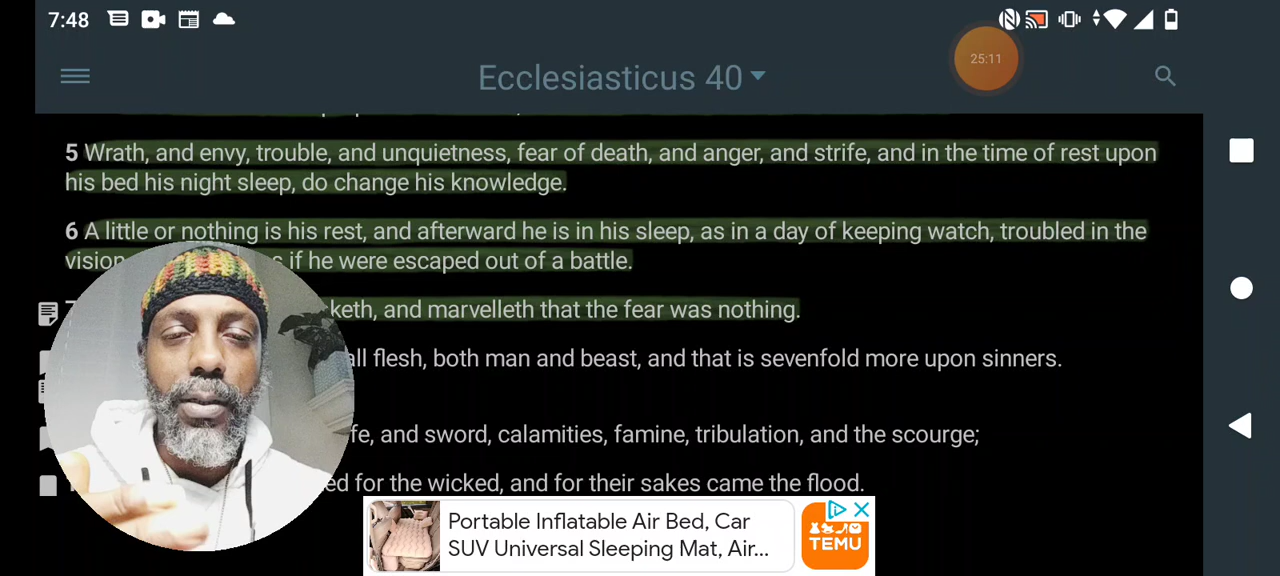 7:48
25:11
Ecclesiasticus 40
5 Wrath, and envy, trouble, and unquietness, fear of death, and anger, and strife, and in the time of rest upon
his bed his night sleep, do change his knowledge.
6 A little or nothing is his rest, and afterward he is in his sleep, as in a day of keeping watch, troubled in the
vision if he were escaped out of a battle.
keth, and marvelleth that the fear was nothing.
all flesh, both man and beast, and that is sevenfold more upon sinners.
fe, and sword, calamities, famine, tribulation, and the scourge;
ed for the wicked, and for their sakes came the flood.
Portable Inflatable Air Bed, Car
SUV Universal Sleeping Mat, Air...
TEMU